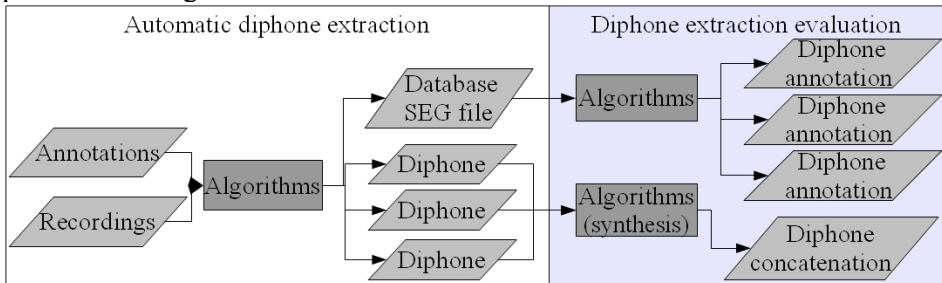 Automatic diphone extraction
Annotations
Recordings
Algorithms
Database
SEG file
Diphone
Diphone
Diphone
Diphone extraction evaluation
Algorithms
Algorithms
(synthesis)
Diphone
annotation
Diphone
annotation
Diphone
annotation
Diphone
concatenation